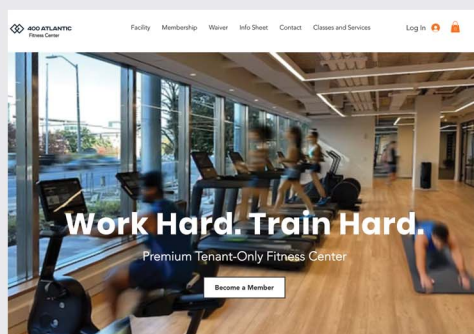 400 ATLANTIC
Fitness Center
Facility Membership Waiver Info Sheet Contact Classes and Services
Log In
Work Hard. Train Hard.
Premium Tenant-Only Fitness Center
Become a Member